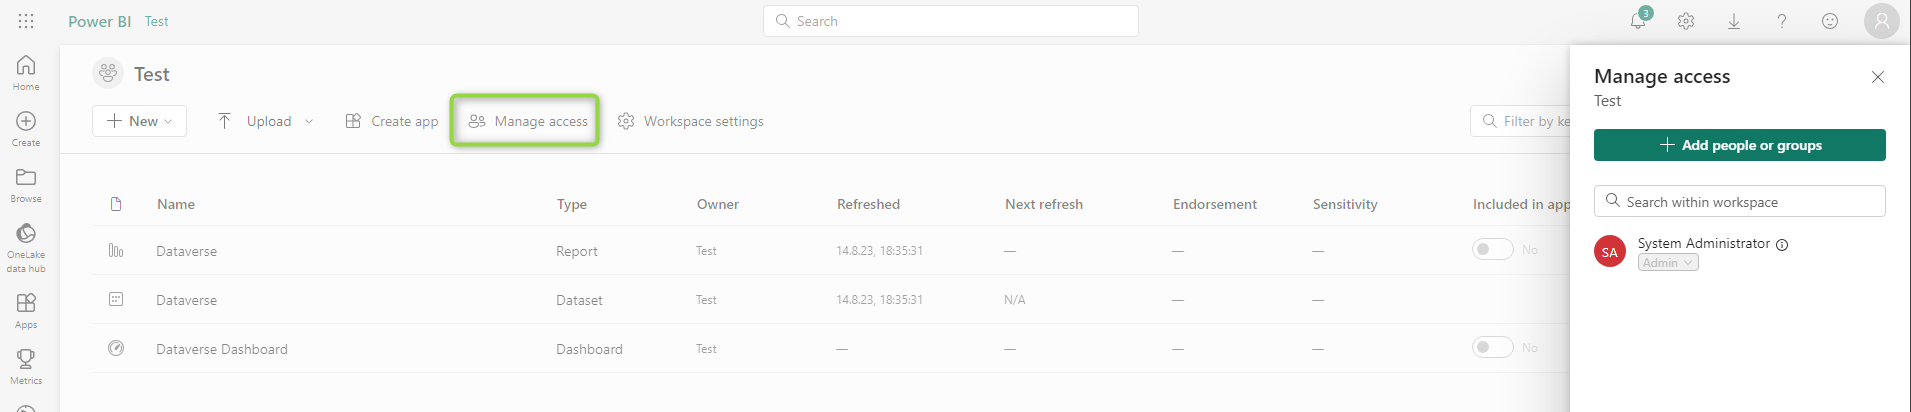 Power BI Test
Search
3
Home
Create
Browse
OneLake
data hub
Apps
Metrics
Test
New
Upload
Create app
Manage access
Workspace settings
Filter by ke
Name Type Owner Refreshed Next refresh Endorsement Sensitivity Included in app
Dataverse Report Test 14.8.23, 18:35:31 — — — No
Dataverse Dataset Test 14.8.23, 18:35:31 N/A — —
Dataverse Dashboard Dashboard Test — — — — No
Manage access
Test
Add people or groups
Search within workspace
SA
System Administrator
Admin